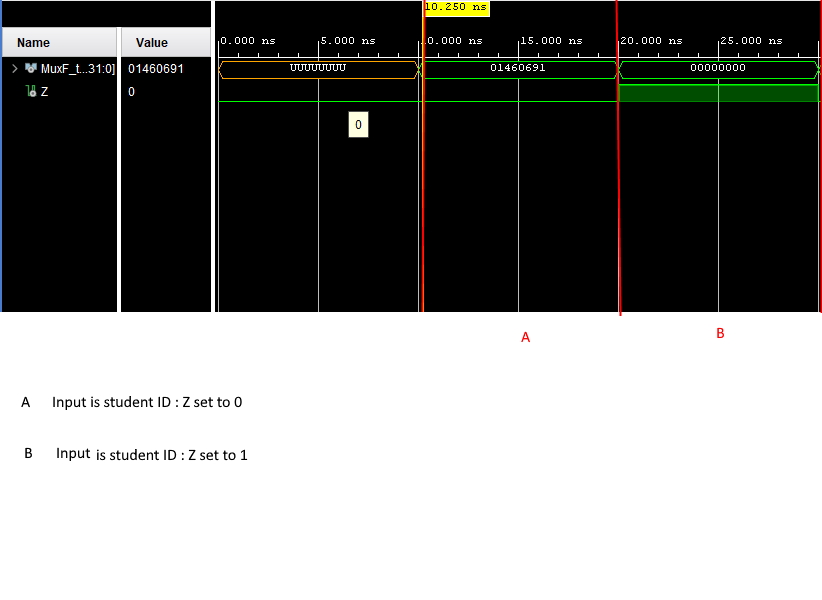 10.250 ns
Name Value
0.000 ns 5.000 ns 10.000 ns 15.000 ns 20.000 ns 25.000 ns
MuxF_t...31:0] 01460691 UUUUUUUU 01460691 00000000
Z 0
0
A B
A Input is student ID : Z set to 0
B Input is student ID : Z set to 1